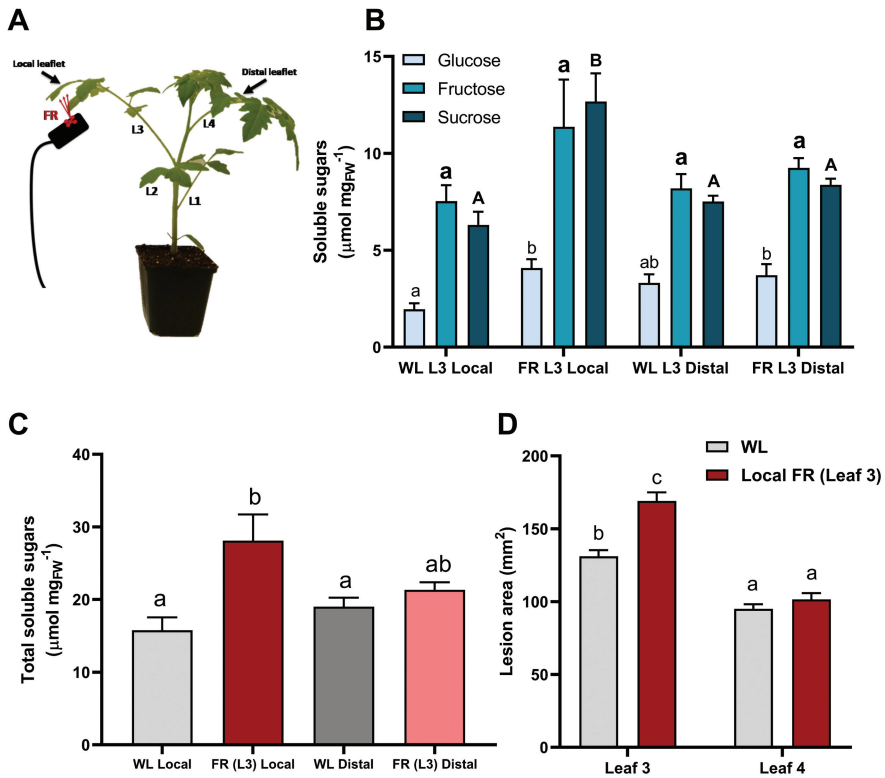 A
Local leaflet
Distal leaflet
FR
L3
L4
L2
L1
B
Glucose
Fructose
Sucrose
Soluble sugars
(µmol mg_FW⁻¹)
15
10
5
0
a
a
A
b
a
B
ab
a
A
b
a
A
WL L3 Local
FR L3 Local
WL L3 Distal
FR L3 Distal
C
Total soluble sugars
(µmol mg_FW⁻¹)
40
30
20
10
0
a
b
a
ab
WL Local
FR (L3) Local
WL Distal
FR (L3) Distal
D
WL
Local FR (Leaf 3)
Lesion area (mm²)
200
150
100
50
0
b
c
a
a
Leaf 3
Leaf 4